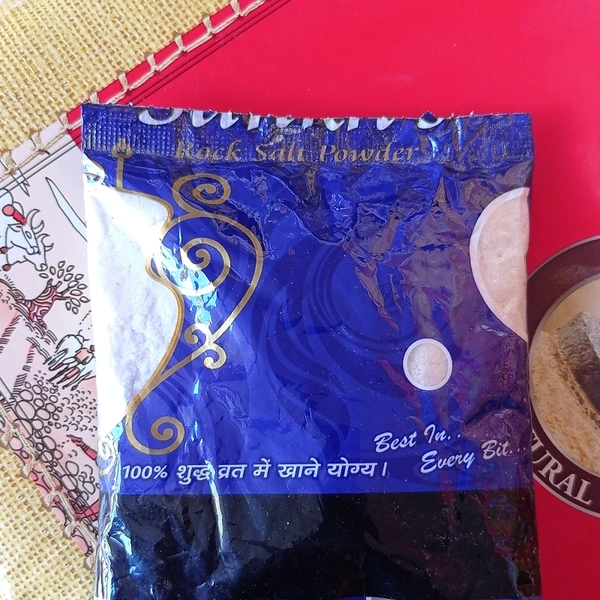 Rock Salt Powder
Best In..
Every Bit...
100% शुद्ध व्रत में खाने योग्य।
URAL